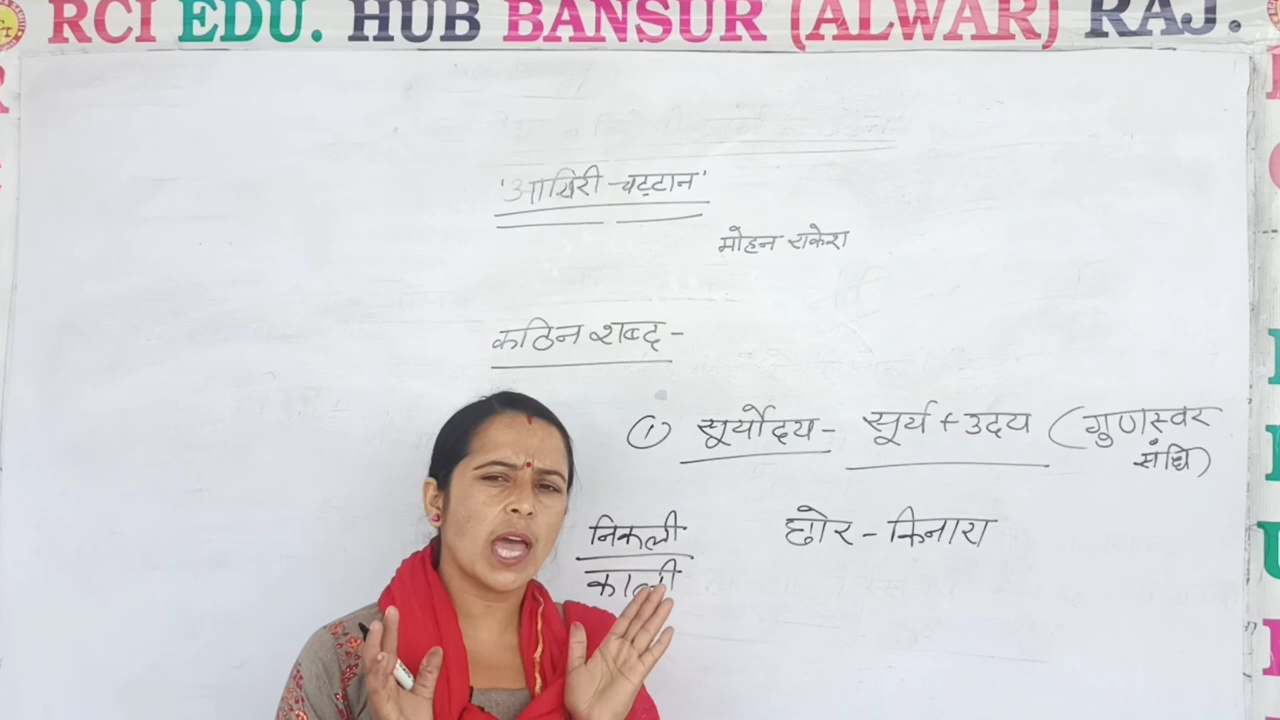 RCI EDU. HUB BANSUR (ALWAR) RAJ.
'आखिरी चट्टान'
मोहन राकेश
कठिन शब्द -
① सूर्योदय - सूर्य + उदय (गुणस्वर
संधि)
निकली
काली
छोर - किनारा